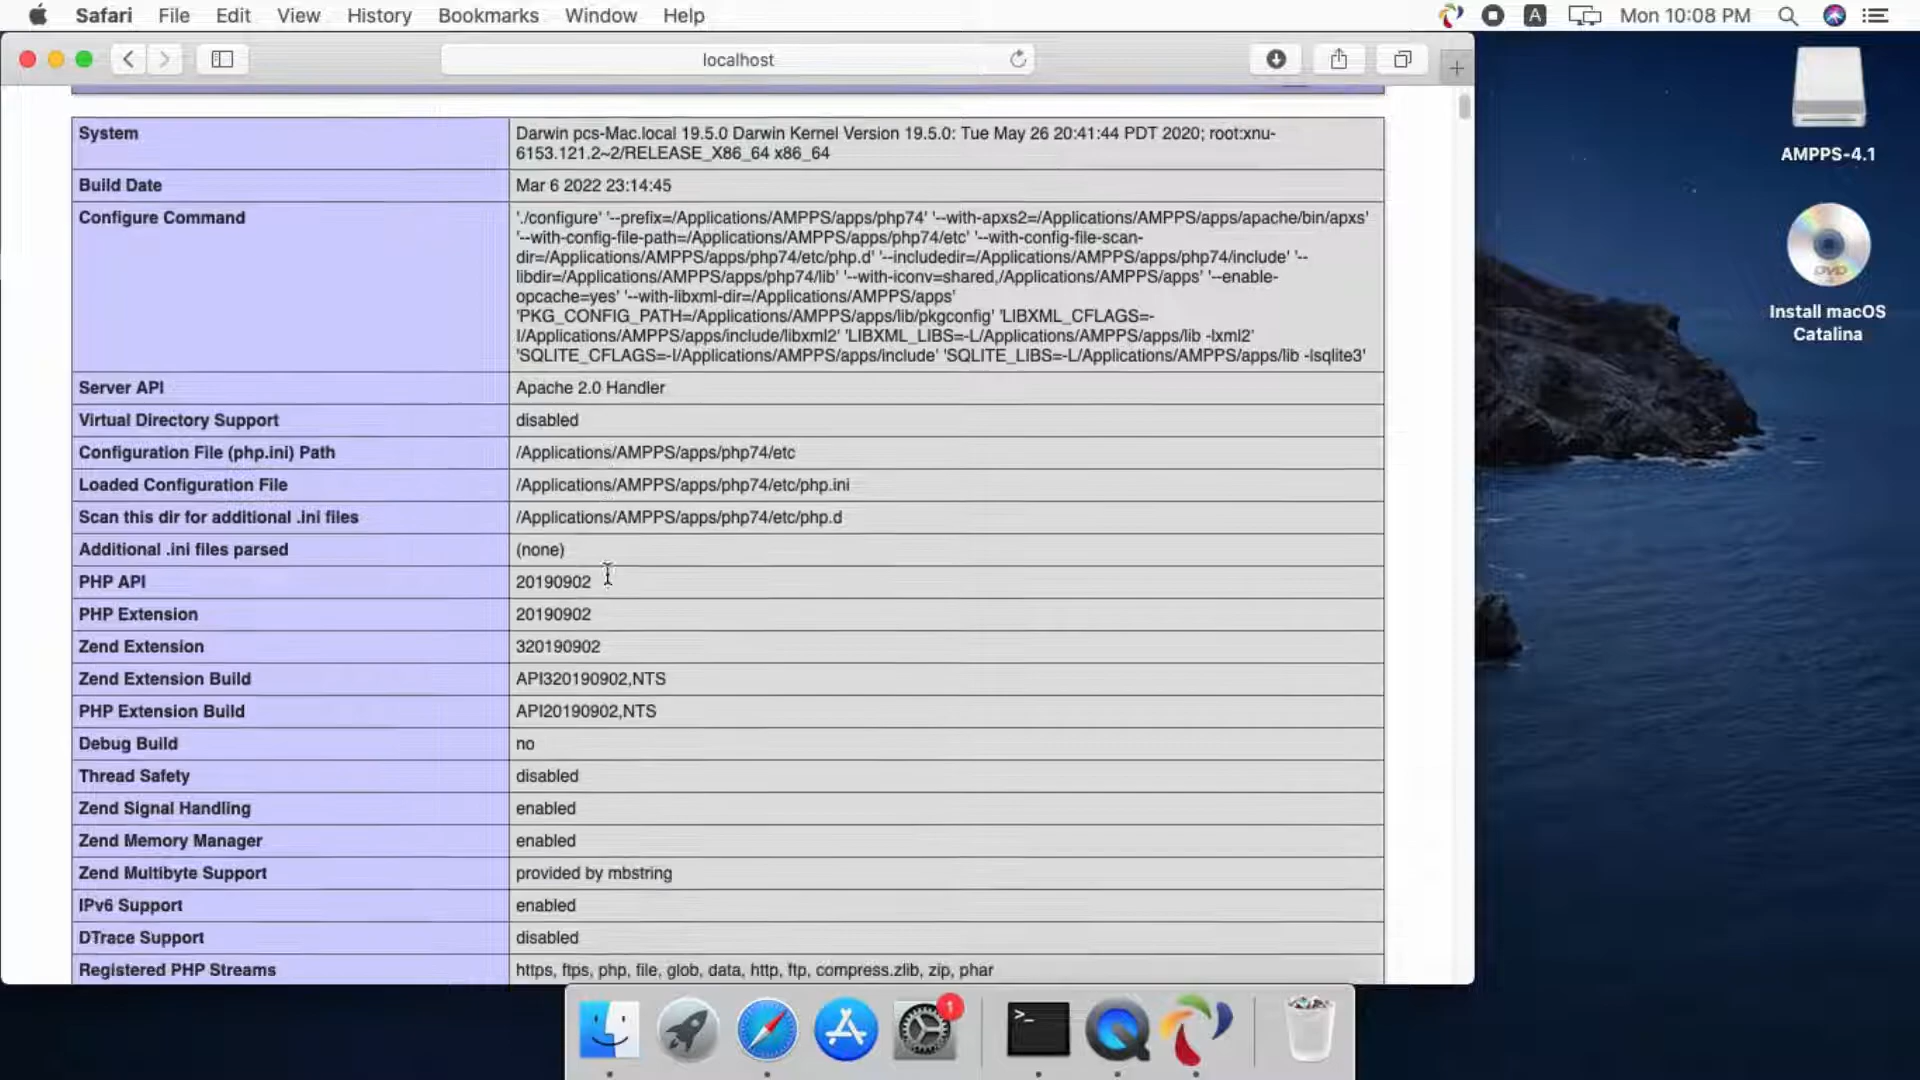 Safari File Edit View History Bookmarks Window Help A Mon 10:08 PM
localhost
System Darwin pcs-Mac.local 19.5.0 Darwin Kernel Version 19.5.0: Tue May 26 20:41:44 PDT 2020; root:xnu-
6153.121.2~2/RELEASE_X86_64 x86_64
Build Date Mar 6 2022 23:14:45
Configure Command './configure' '--prefix=/Applications/AMPPS/apps/php74' '--with-apxs2=/Applications/AMPPS/apps/apache/bin/apxs'
'--with-config-file-path=/Applications/AMPPS/apps/php74/etc' '--with-config-file-scan-
dir=/Applications/AMPPS/apps/php74/etc/php.d' '--includedir=/Applications/AMPPS/apps/php74/include' '--
libdir=/Applications/AMPPS/apps/php74/lib' '--with-iconv=shared,/Applications/AMPPS/apps' '--enable-
opcache=yes' '--with-libxml-dir=/Applications/AMPPS/apps'
'PKG_CONFIG_PATH=/Applications/AMPPS/apps/lib/pkgconfig' 'LIBXML_CFLAGS=-
I/Applications/AMPPS/apps/include/libxml2' 'LIBXML_LIBS=-L/Applications/AMPPS/apps/lib -lxml2'
'SQLITE_CFLAGS=-I/Applications/AMPPS/apps/include' 'SQLITE_LIBS=-L/Applications/AMPPS/apps/lib -lsqlite3'
Server API Apache 2.0 Handler
Virtual Directory Support disabled
Configuration File (php.ini) Path /Applications/AMPPS/apps/php74/etc
Loaded Configuration File /Applications/AMPPS/apps/php74/etc/php.ini
Scan this dir for additional .ini files /Applications/AMPPS/apps/php74/etc/php.d
Additional .ini files parsed (none)
PHP API 20190902
PHP Extension 20190902
Zend Extension 320190902
Zend Extension Build API320190902,NTS
PHP Extension Build API20190902,NTS
Debug Build no
Thread Safety disabled
Zend Signal Handling enabled
Zend Memory Manager enabled
Zend Multibyte Support provided by mbstring
IPv6 Support enabled
DTrace Support disabled
Registered PHP Streams https, ftps, php, file, glob, data, http, ftp, compress.zlib, zip, phar
AMPPS-4.1
DVD
Install macOS
Catalina
1
>_